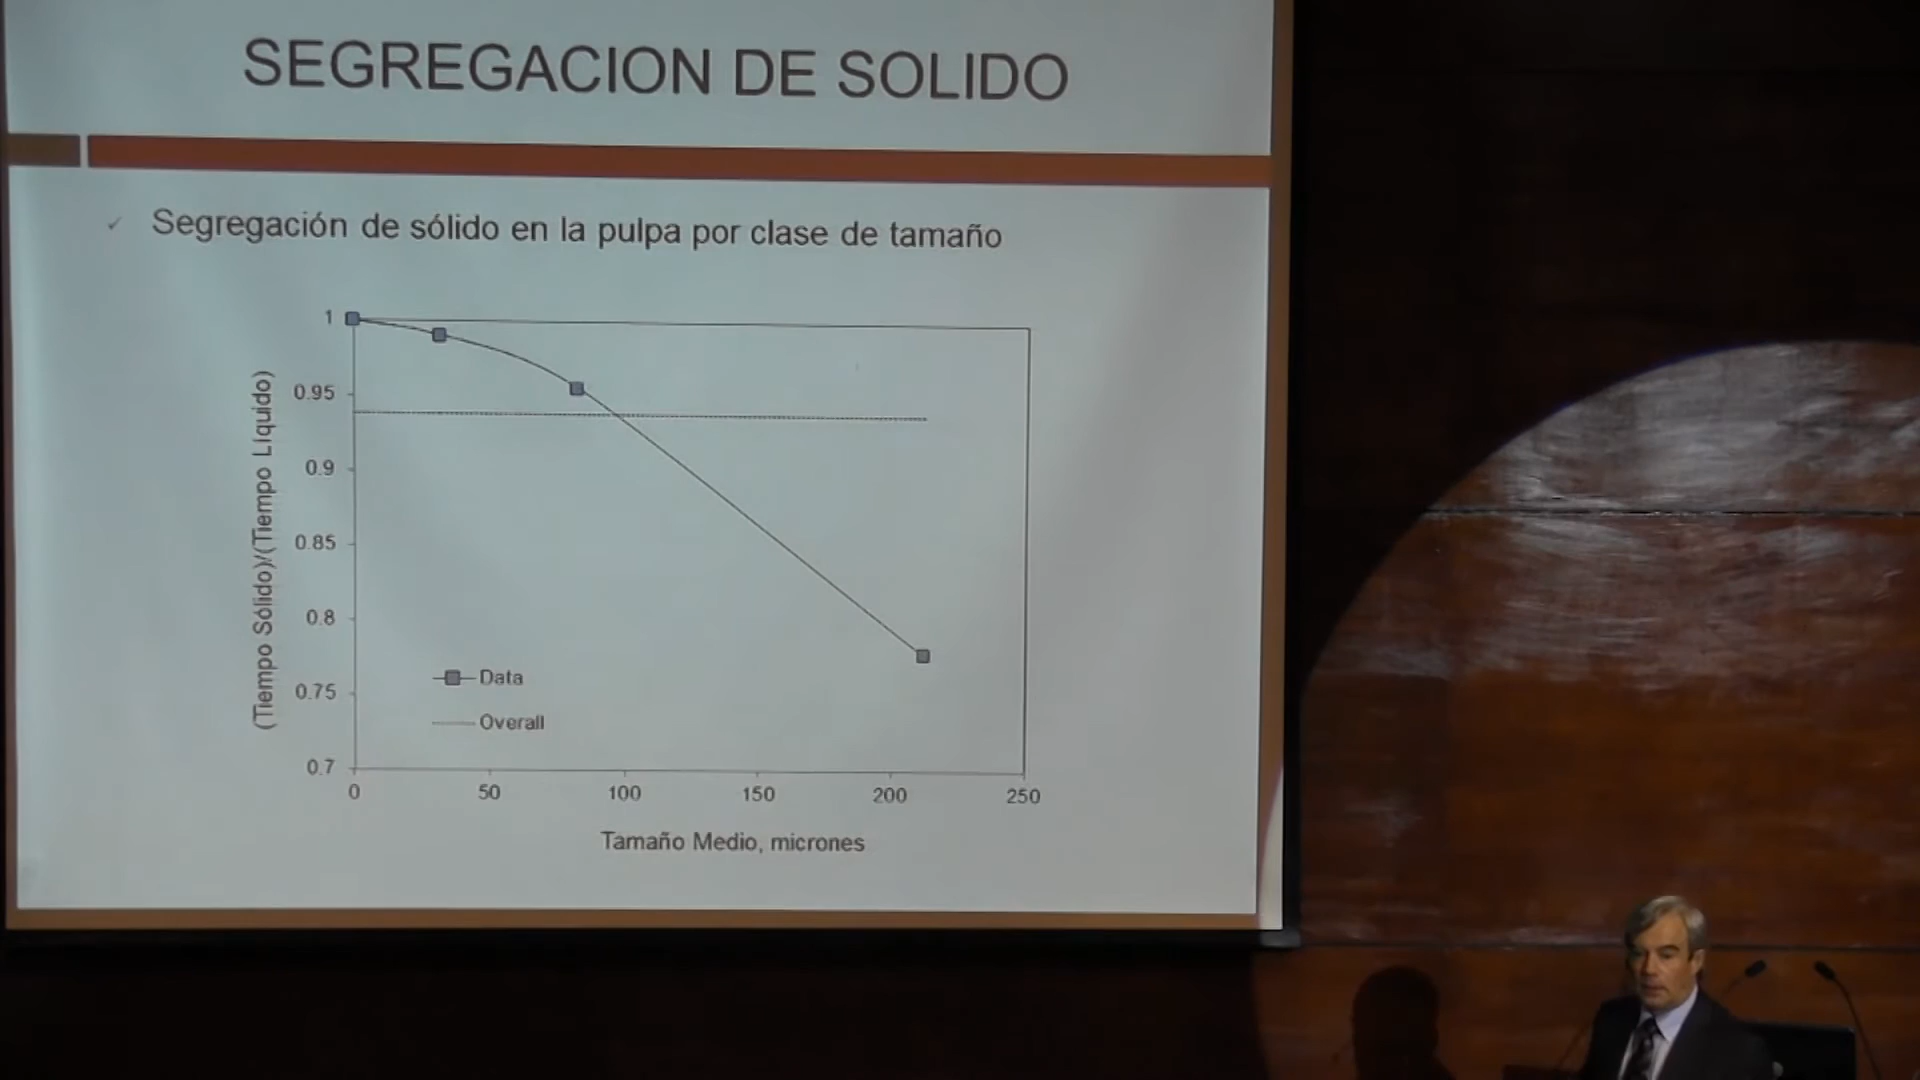 SEGREGACION DE SOLIDO
✓ Segregación de sólido en la pulpa por clase de tamaño
(Tiempo Sólido)/(Tiempo Líquido)
1
0.95
0.9
0.85
0.8
0.75
0.7
Data
Overall
0 50 100 150 200 250
Tamaño Medio, micrones